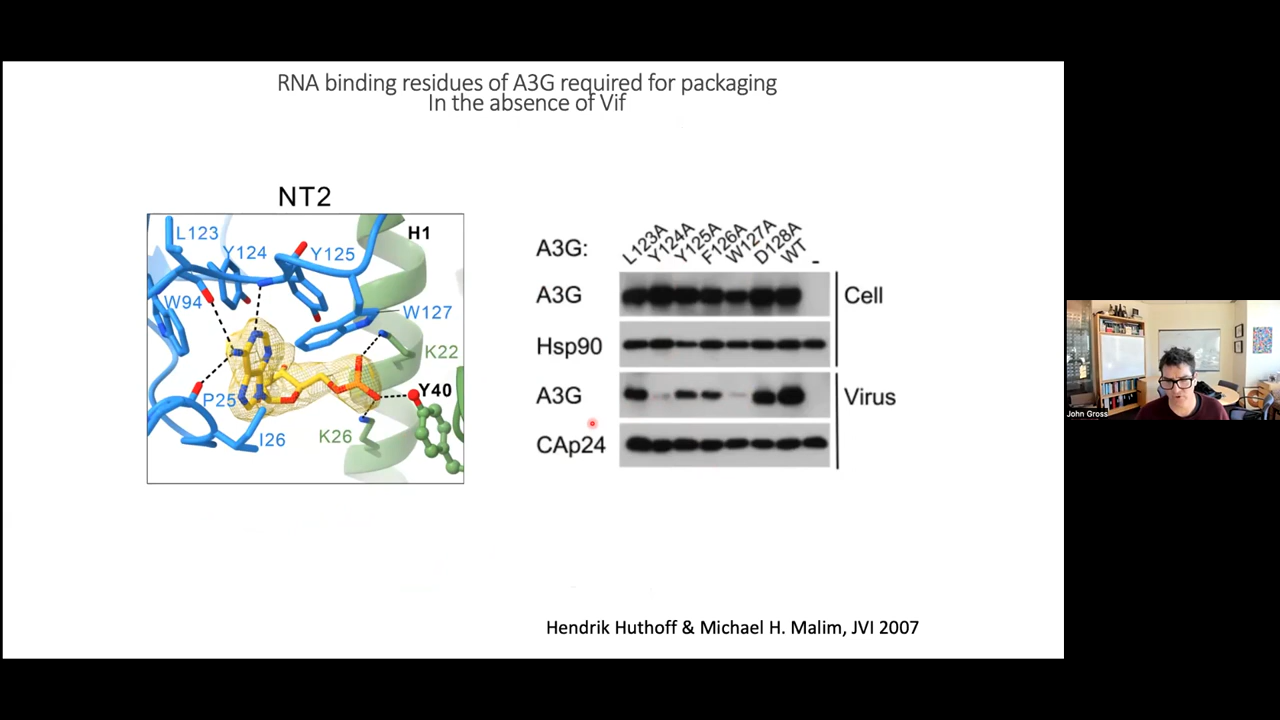 RNA binding residues of A3G required for packaging
In the absence of Vif
NT2
L123
Y124
Y125
H1
W94
W127
K22
P25
Y40
I26
K26
A3G:
L123A
Y124A
Y125A
F126A
W127A
D128A
WT
-
A3G
Cell
Hsp90
A3G
Virus
CAp24
Hendrik Huthoff & Michael H. Malim, JVI 2007
John Gross